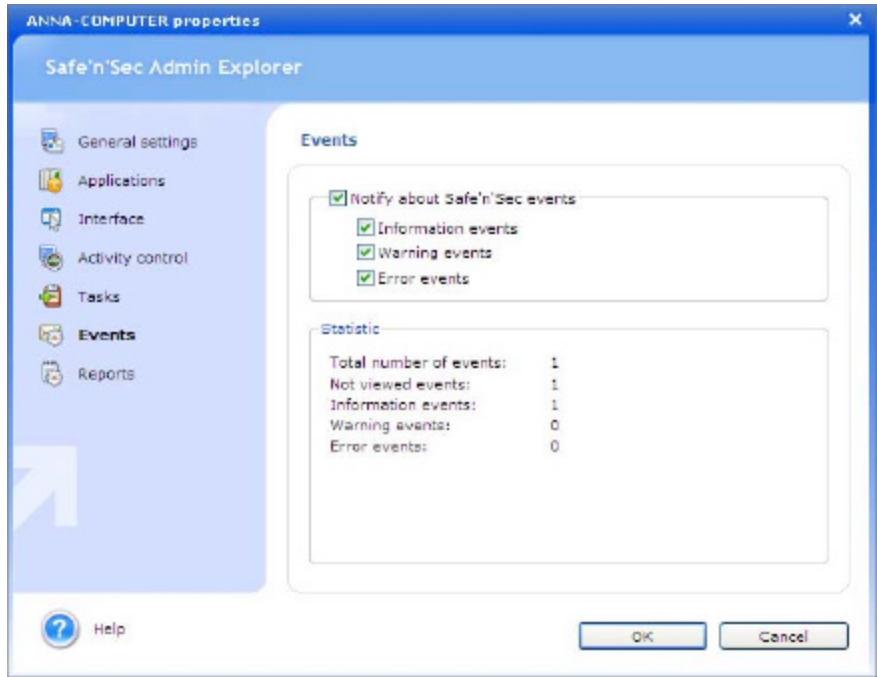 ANNA-COMPUTER properties
Safe'n'Sec Admin Explorer
General settings
Applications
Interface
Activity control
Tasks
Events
Reports
Help
Events
Notify about Safe'n'Sec events
Information events
Warning events
Error events
Statistic
Total number of events: 1
Not viewed events: 1
Information events: 1
Warning events: 0
Error events: 0
OK
Cancel